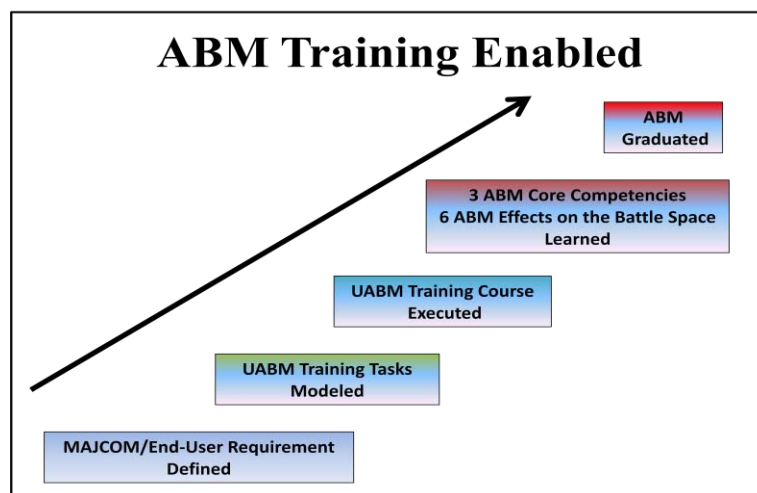 ABM Training Enabled
ABM
Graduated
3 ABM Core Competencies
6 ABM Effects on the Battle Space
Learned
UABM Training Course
Executed
UABM Training Tasks
Modeled
MAJCOM/End-User Requirement
Defined